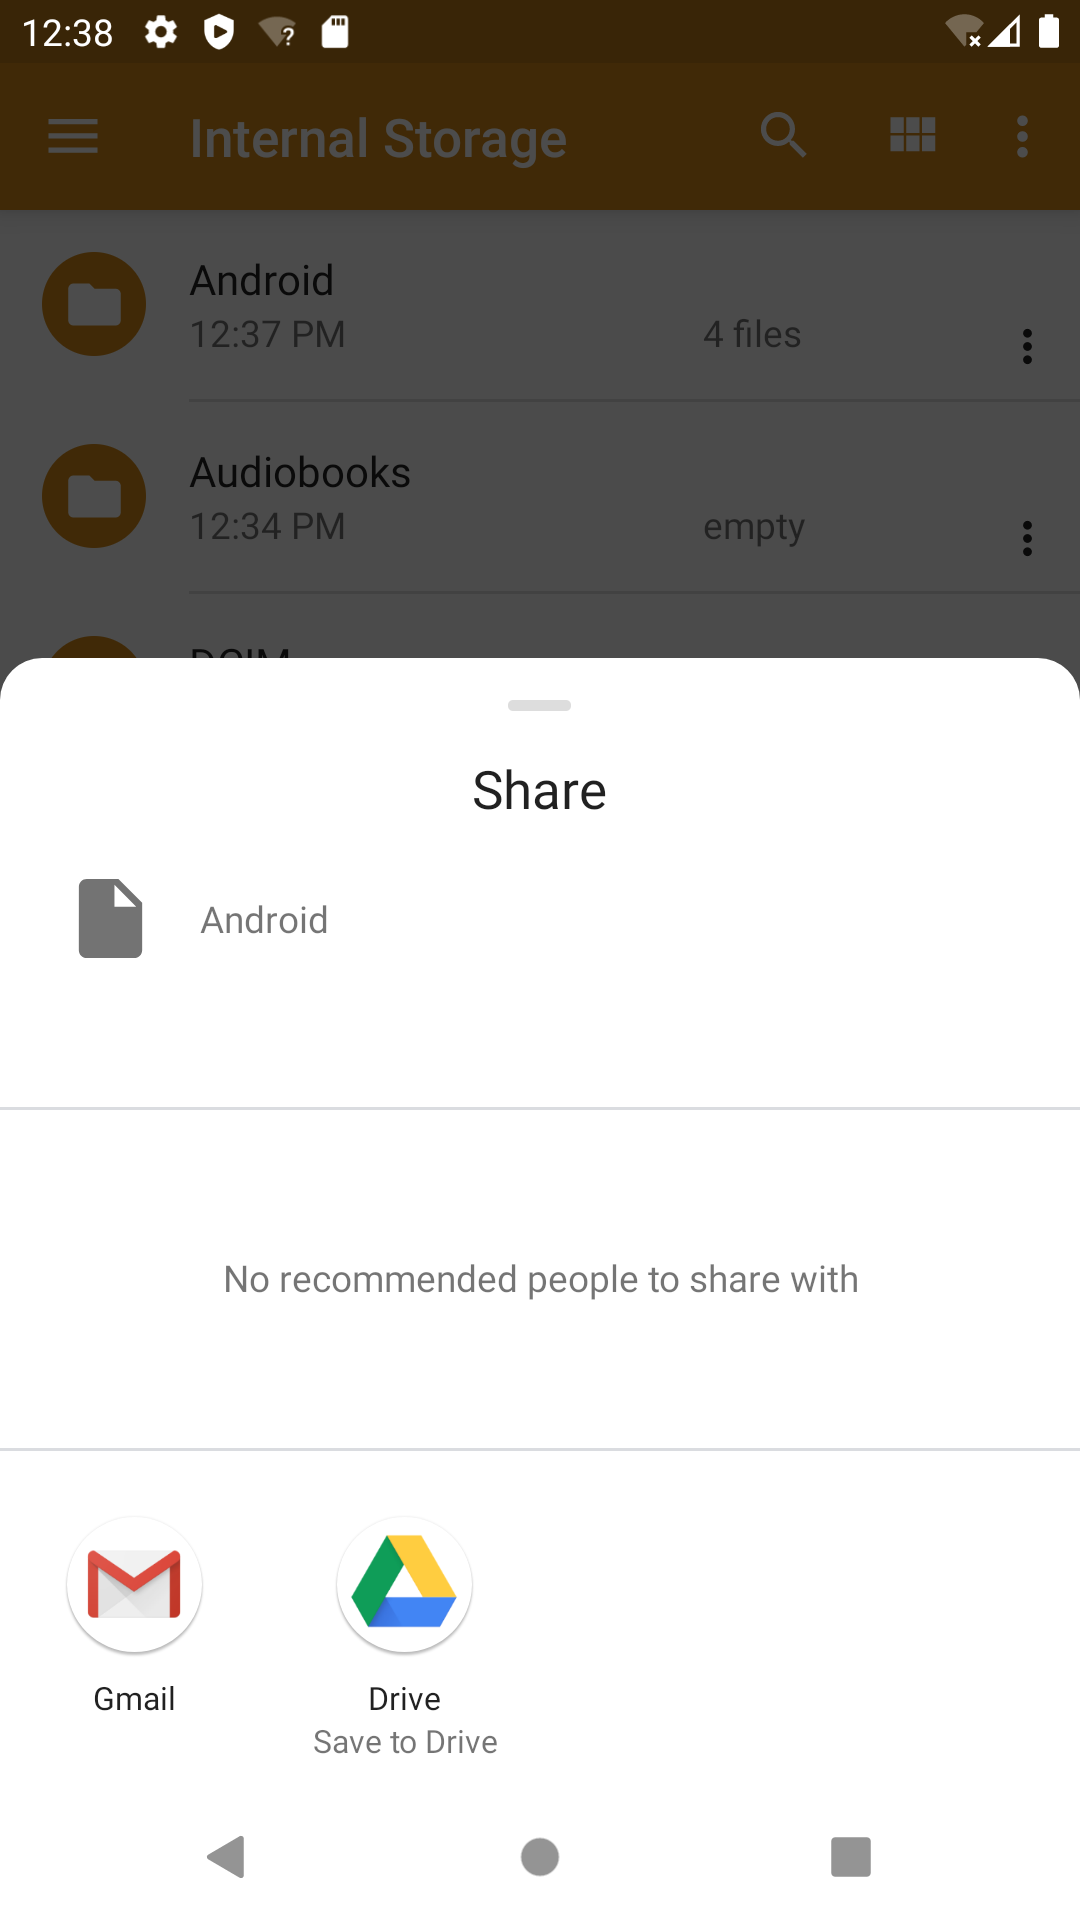 12:38
Internal Storage
Android
12:37 PM 4 files
Audiobooks
12:34 PM empty
DCIM
Share
Android
No recommended people to share with
Gmail
Drive
Save to Drive